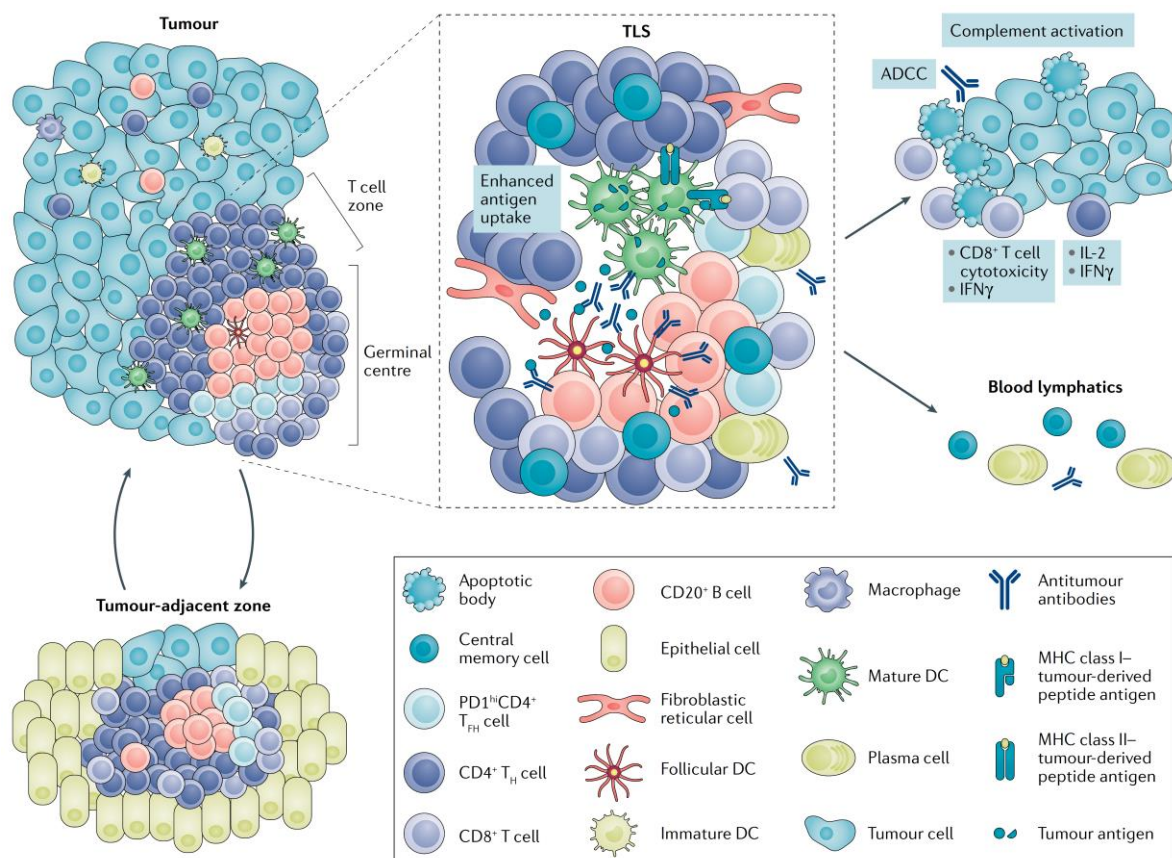 Tumour
T cell
zone
Germinal
centre
TLS
Enhanced
antigen
uptake
Complement activation
ADCC
• CD8⁺ T cell
cytotoxicity
• IFNγ
• IL-2
• IFNγ
Blood lymphatics
Tumour-adjacent zone
Apoptotic
body
Central
memory cell
PD1ʰⁱCD4⁺
T_FH cell
CD4⁺ T_H cell
CD8⁺ T cell
CD20⁺ B cell
Epithelial cell
Fibroblastic
reticular cell
Follicular DC
Immature DC
Macrophage
Mature DC
Plasma cell
Tumour cell
Antitumour
antibodies
MHC class I–
tumour-derived
peptide antigen
MHC class II–
tumour-derived
peptide antigen
Tumour antigen